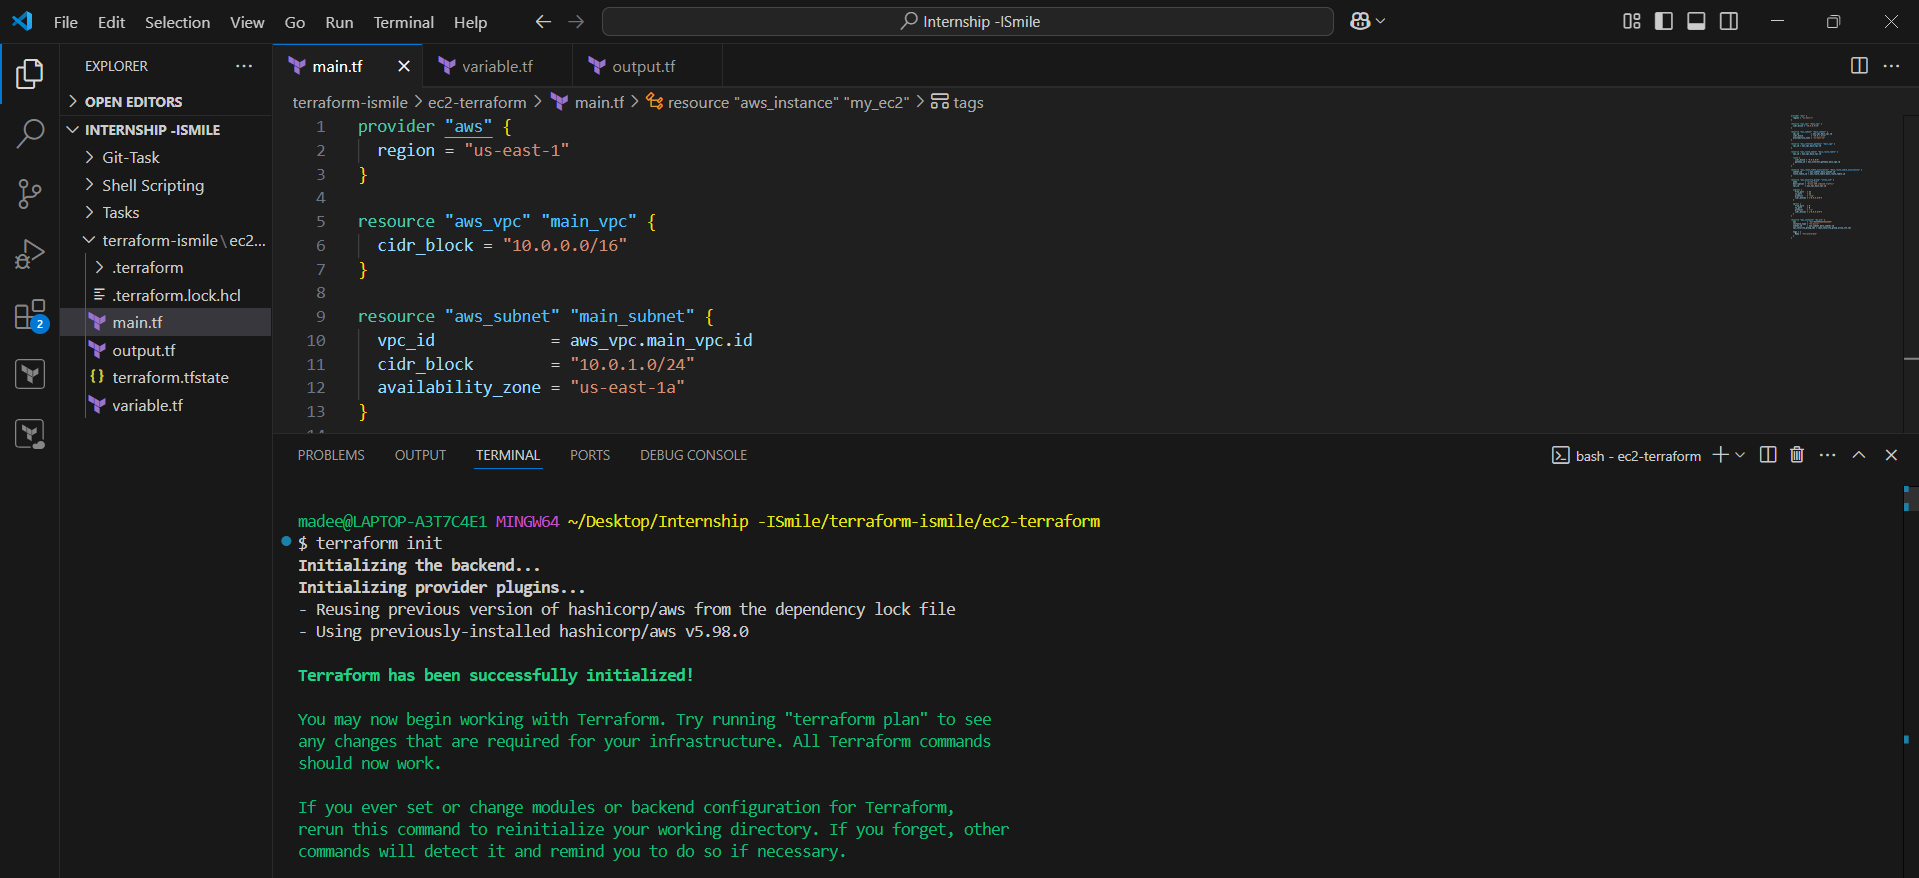 File Edit Selection View Go Run Terminal Help
Internship -ISmile
EXPLORER
OPEN EDITORS
INTERNSHIP -ISMILE
Git-Task
Shell Scripting
Tasks
terraform-ismile\ec2...
.terraform
.terraform.lock.hcl
main.tf
output.tf
terraform.tfstate
variable.tf
2
main.tf variable.tf output.tf
terraform-ismile > ec2-terraform > main.tf > resource "aws_instance" "my_ec2" > tags
1 provider "aws" {
2 region = "us-east-1"
3 }
4
5 resource "aws_vpc" "main_vpc" {
6 cidr_block = "10.0.0.0/16"
7 }
8
9 resource "aws_subnet" "main_subnet" {
10 vpc_id = aws_vpc.main_vpc.id
11 cidr_block = "10.0.1.0/24"
12 availability_zone = "us-east-1a"
13 }
PROBLEMS OUTPUT TERMINAL PORTS DEBUG CONSOLE
bash - ec2-terraform
madee@LAPTOP-A3T7C4E1 MINGW64 ~/Desktop/Internship -ISmile/terraform-ismile/ec2-terraform
$ terraform init
Initializing the backend...
Initializing provider plugins...
- Reusing previous version of hashicorp/aws from the dependency lock file
- Using previously-installed hashicorp/aws v5.98.0
Terraform has been successfully initialized!
You may now begin working with Terraform. Try running "terraform plan" to see
any changes that are required for your infrastructure. All Terraform commands
should now work.
If you ever set or change modules or backend configuration for Terraform,
rerun this command to reinitialize your working directory. If you forget, other
commands will detect it and remind you to do so if necessary.